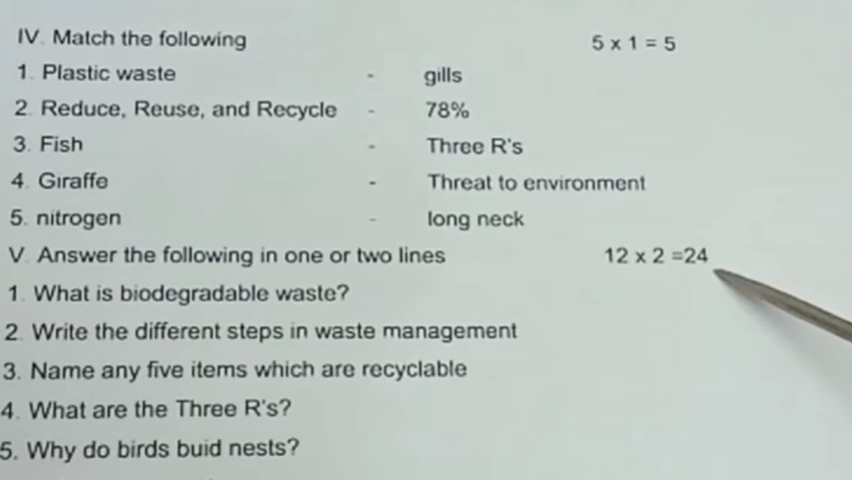 IV. Match the following 5 x 1 = 5
1. Plastic waste - gills
2. Reduce, Reuse, and Recycle - 78%
3. Fish - Three R's
4. Giraffe - Threat to environment
5. nitrogen - long neck
V. Answer the following in one or two lines 12 x 2 =24
1. What is biodegradable waste?
2. Write the different steps in waste management
3. Name any five items which are recyclable
4. What are the Three R's?
5. Why do birds buid nests?